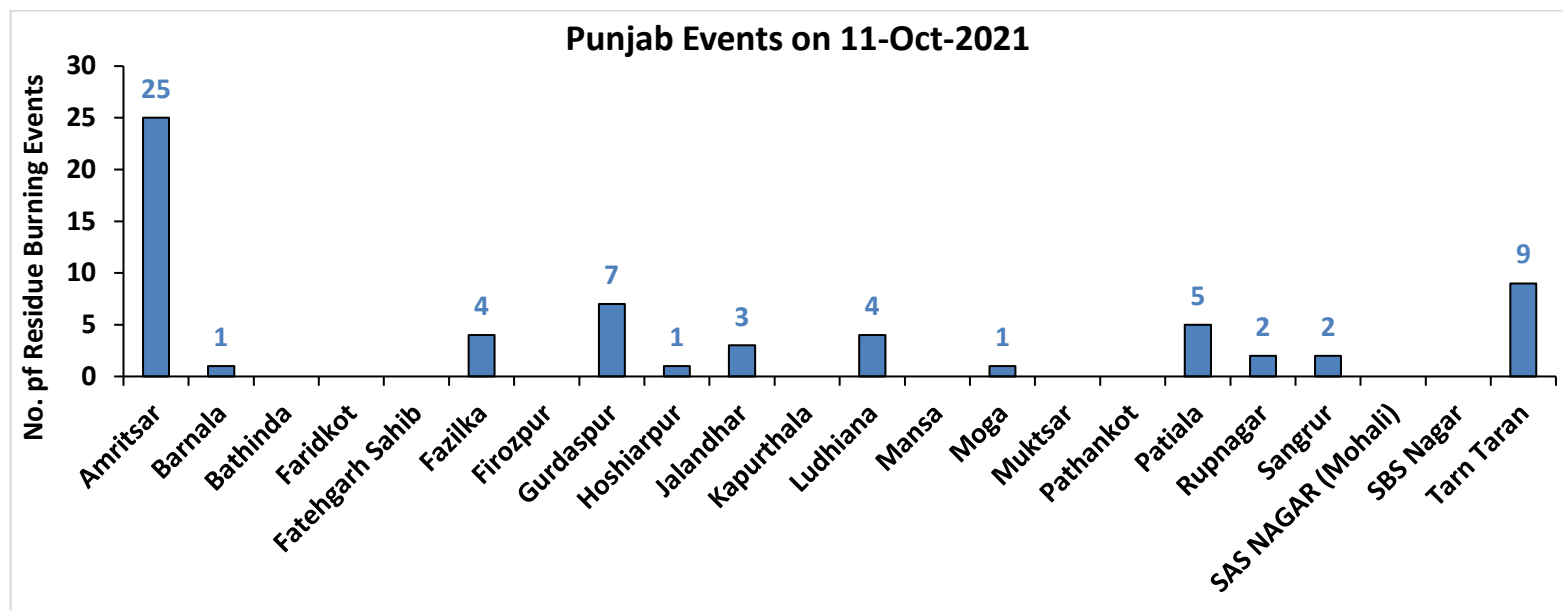 Punjab Events on 11-Oct-2021
No. pf Residue Burning Events
30
25
20
15
10
5
0
25
1
4
7
1
3
4
1
5
2
2
9
Amritsar
Barnala
Bathinda
Faridkot
Fatehgarh Sahib
Fazilka
Firozpur
Gurdaspur
Hoshiarpur
Jalandhar
Kapurthala
Ludhiana
Mansa
Moga
Muktsar
Pathankot
Patiala
Rupnagar
Sangrur
SAS NAGAR (Mohali)
SBS Nagar
Tarn Taran